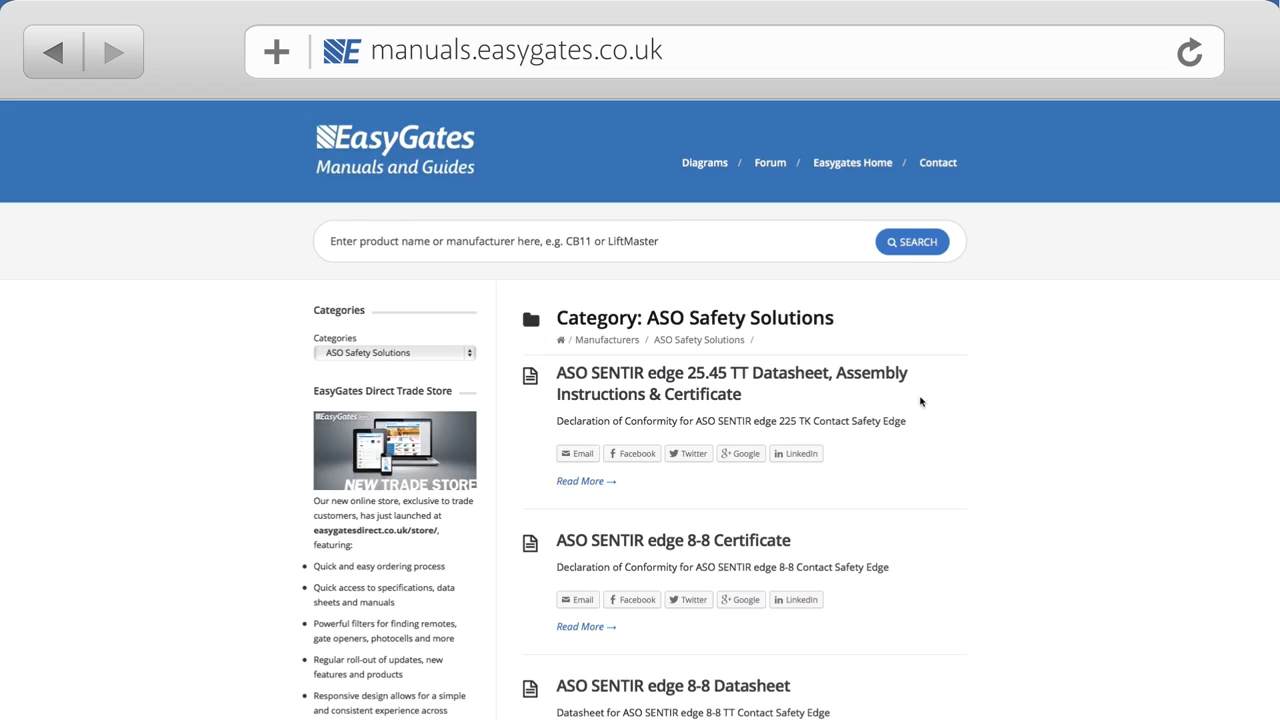 manuals.easygates.co.uk
EasyGates
Manuals and Guides
Diagrams / Forum / Easygates Home / Contact
Enter product name or manufacturer here, e.g. CB11 or LiftMaster
SEARCH
Categories
Categories
ASO Safety Solutions
EasyGates Direct Trade Store
EasyGates
NEW TRADE STORE
Our new online store, exclusive to trade
customers, has just launched at
easygatesdirect.co.uk/store/,
featuring:
• Quick and easy ordering process
• Quick access to specifications, data
sheets and manuals
• Powerful filters for finding remotes,
gate openers, photocells and more
• Regular roll-out of updates, new
features and products
• Responsive design allows for a simple
and consistent experience across
Category: ASO Safety Solutions
/ Manufacturers / ASO Safety Solutions /
ASO SENTIR edge 25.45 TT Datasheet, Assembly
Instructions & Certificate
Declaration of Conformity for ASO SENTIR edge 225 TK Contact Safety Edge
Email Facebook Twitter Google LinkedIn
Read More →
ASO SENTIR edge 8-8 Certificate
Declaration of Conformity for ASO SENTIR edge 8-8 Contact Safety Edge
Email Facebook Twitter Google LinkedIn
Read More →
ASO SENTIR edge 8-8 Datasheet
Datasheet for ASO SENTIR edge 8-8 TT Contact Safety Edge